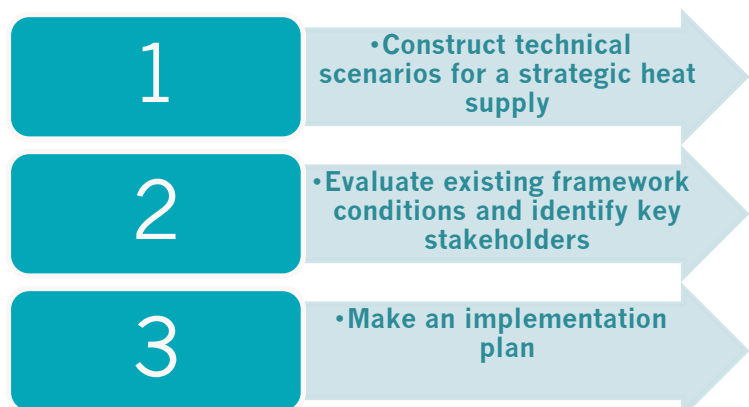 1
•Construct technical
scenarios for a strategic heat
supply
2
•Evaluate existing framework
conditions and identify key
stakeholders
3
•Make an implementation
plan